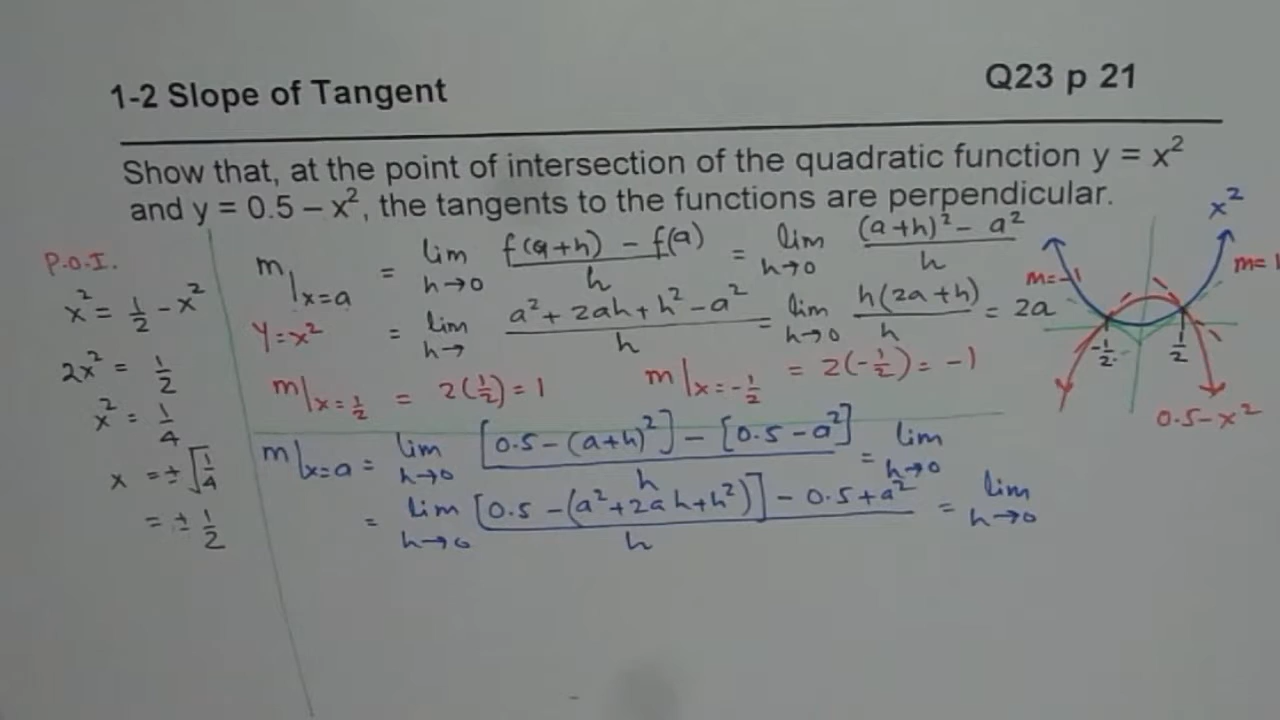 1-2 Slope of Tangent
Q23 p 21
Show that, at the point of intersection of the quadratic function y = x²
and y = 0.5 – x², the tangents to the functions are perpendicular.
P.O.I.
x² = 1/2 - x²
2x² = 1/2
x² = 1/4
x = ±√(1/4)
= ± 1/2
m|x=a = lim h→0 (f(a+h) - f(a))/h = lim h→0 ((a+h)² - a²)/h
y=x² = lim h→ (a² + 2ah + h² - a²)/h = lim h→0 h(2a+h)/h = 2a
m|x=1/2 = 2(1/2) = 1
m|x=-1/2 = 2(-1/2) = -1
m|x=a = lim h→0 ([0.5 - (a+h)²] - [0.5 - a²])/h = lim h→0
= lim h→0 ([0.5 - (a²+2ah+h²)] - 0.5 + a²)/h = lim h→0
x²
m=-1
m=1
-1/2
1/2
0.5-x²